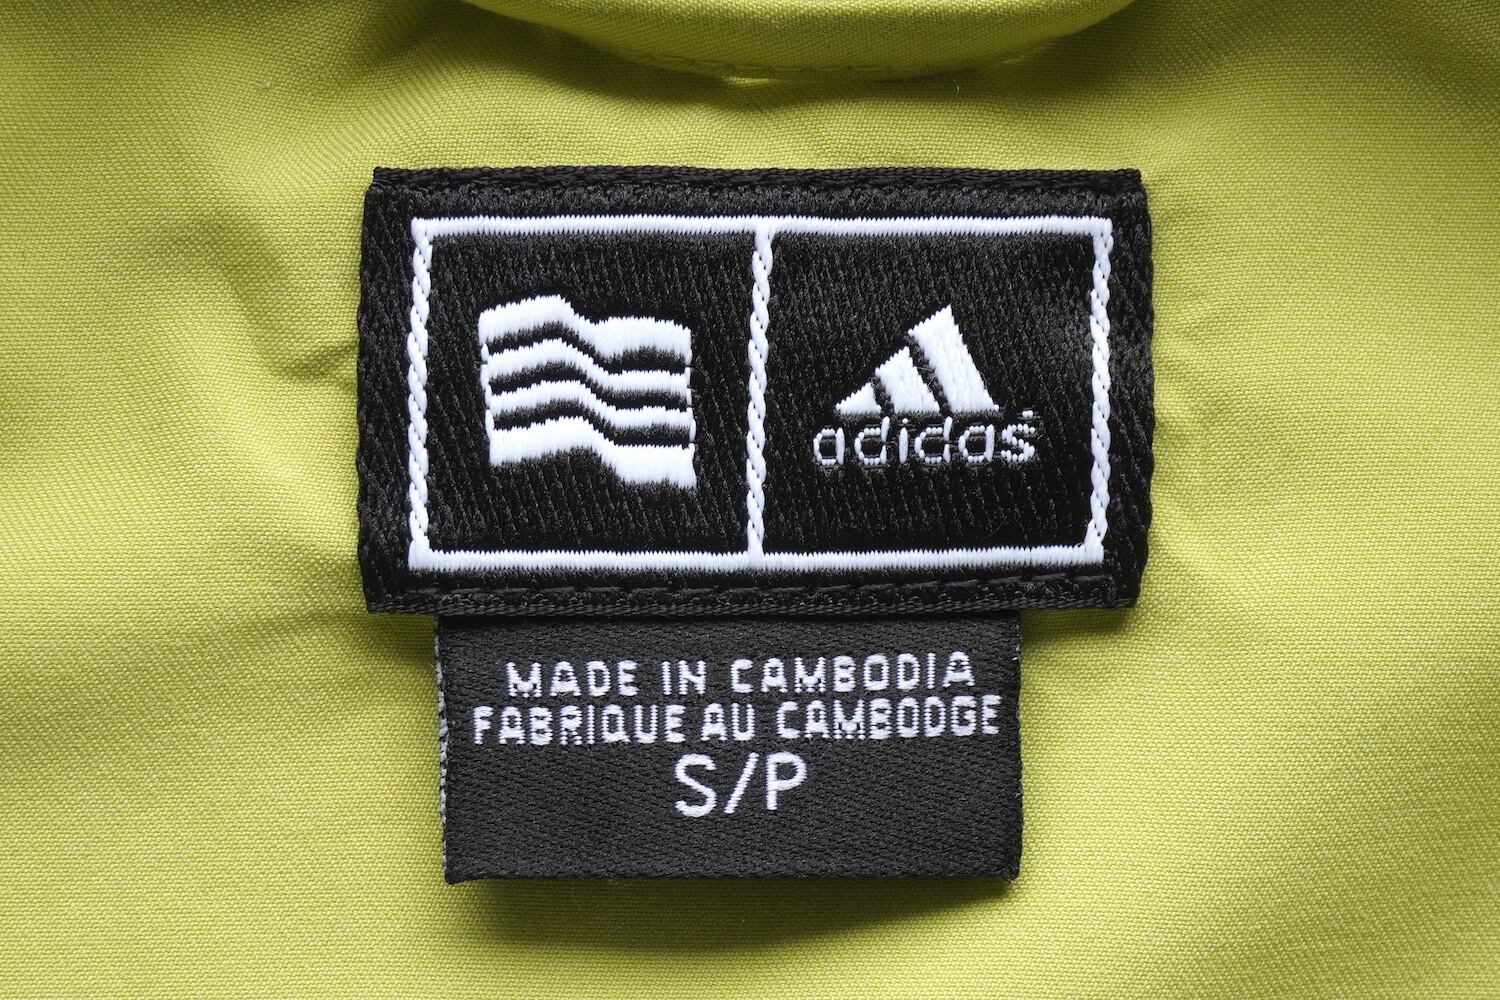 adidas
MADE IN CAMBODIA
FABRIQUE AU CAMBODGE
S/P